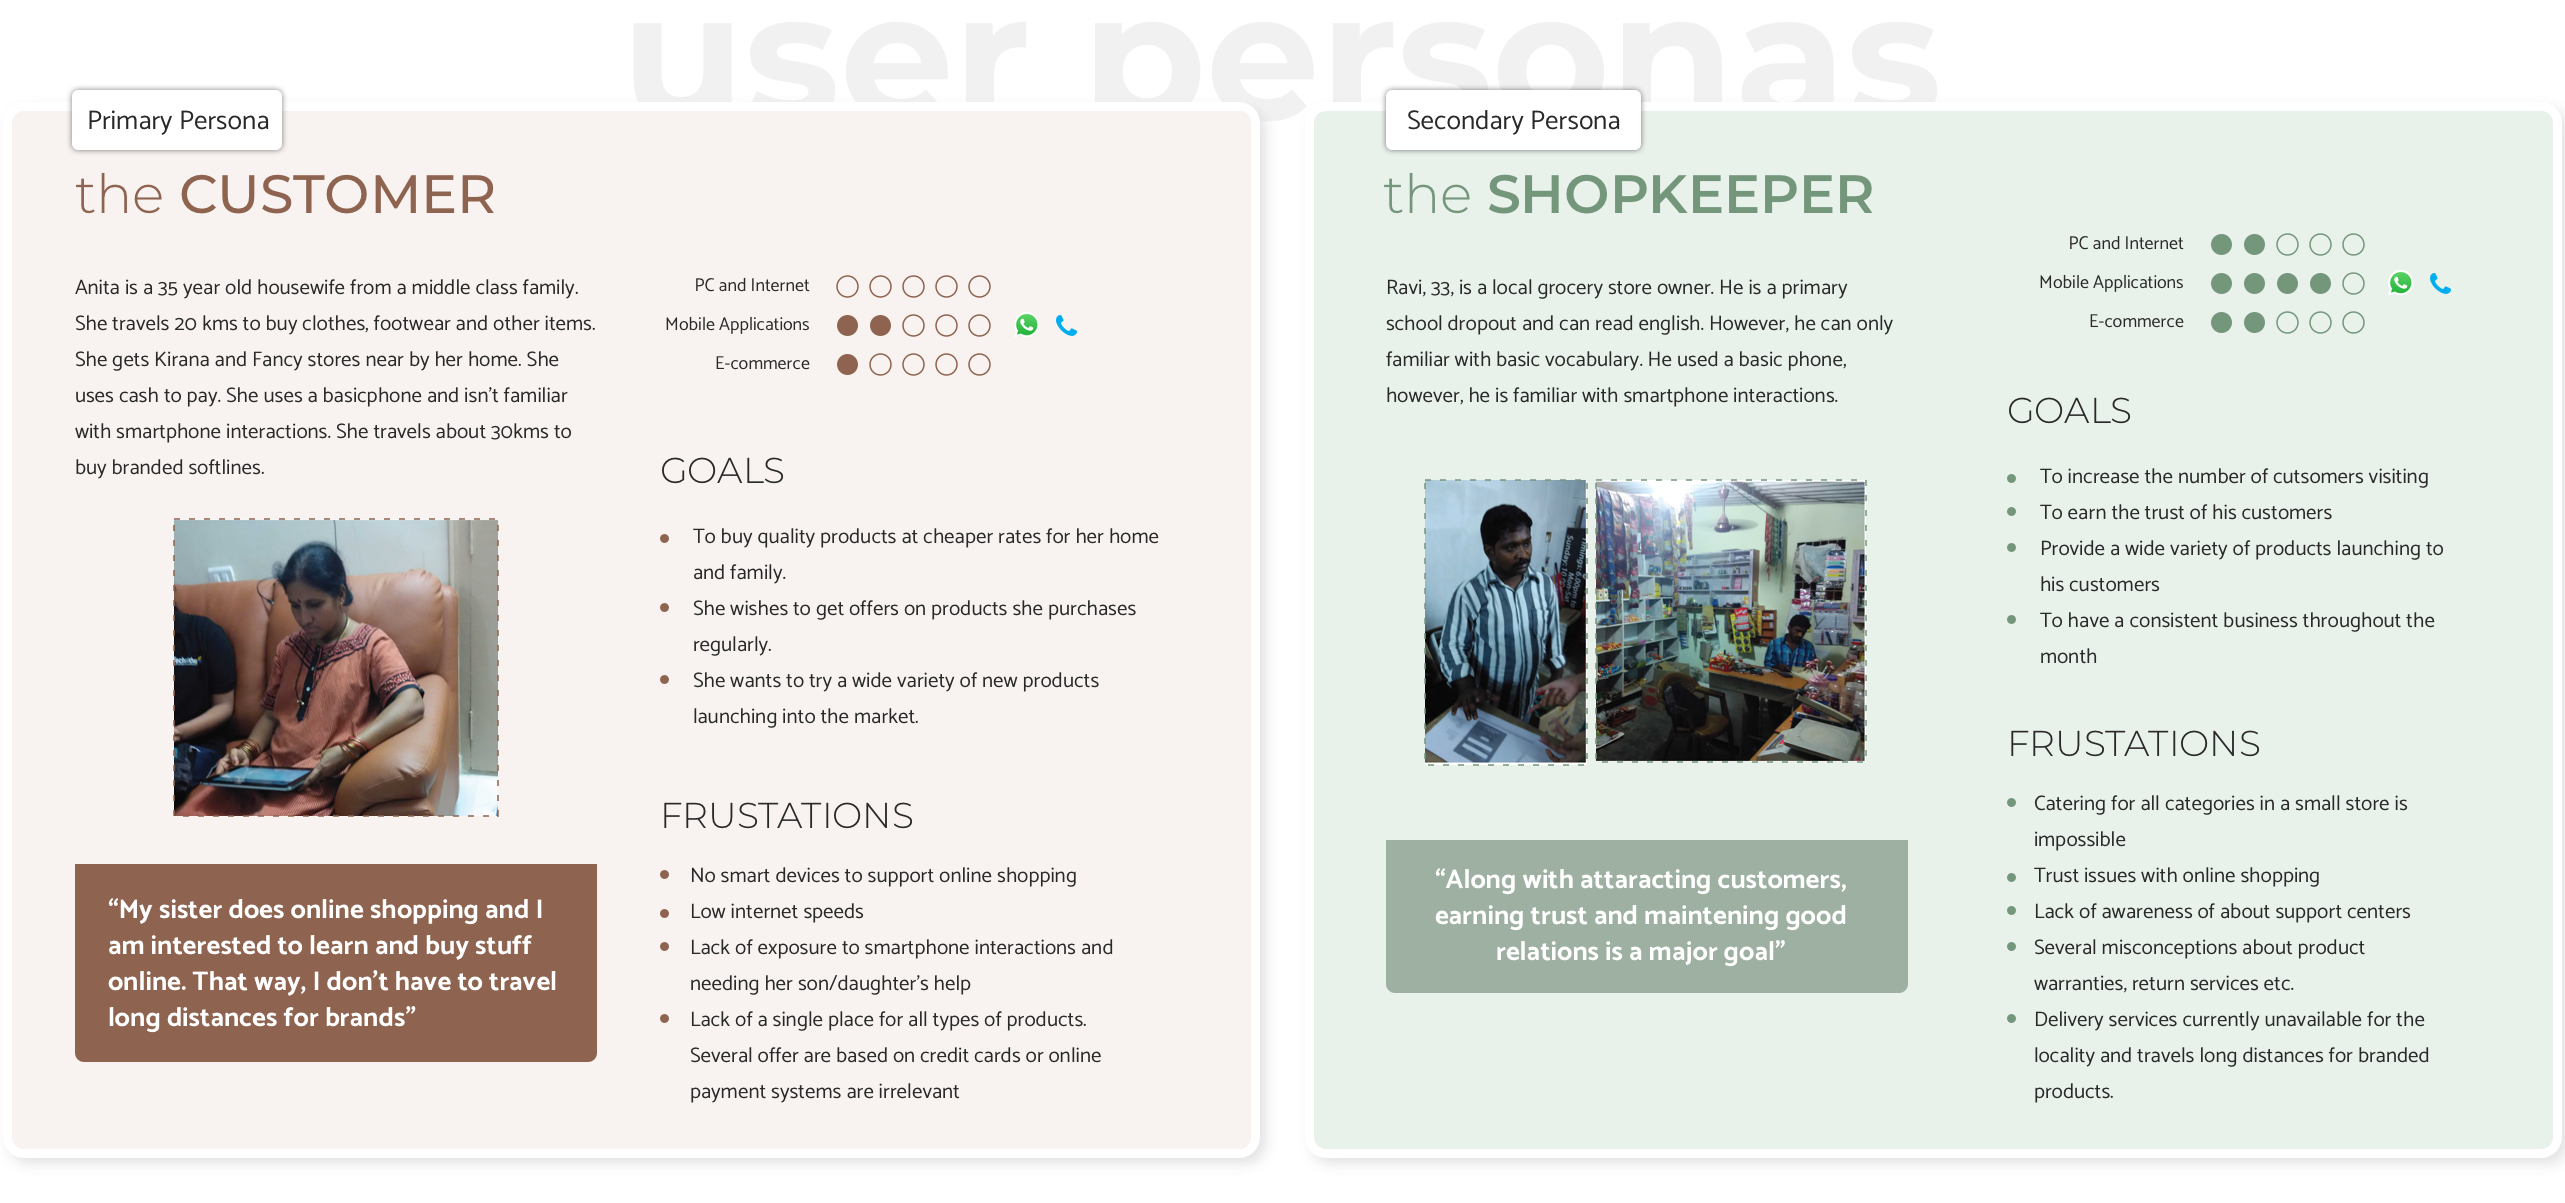 user personas
Primary Persona
the CUSTOMER
Anita is a 35 year old housewife from a middle class family.
She travels 20 kms to buy clothes, footwear and other items.
She gets Kirana and Fancy stores near by her home. She
uses cash to pay. She uses a basicphone and isn't familiar
with smartphone interactions. She travels about 30kms to
buy branded softlines.
“My sister does online shopping and I
am interested to learn and buy stuff
online. That way, I don’t have to travel
long distances for brands”
PC and Internet
Mobile Applications
E-commerce
GOALS
To buy quality products at cheaper rates for her home
and family.
She wishes to get offers on products she purchases
regularly.
She wants to try a wide variety of new products
launching into the market.
FRUSTATIONS
No smart devices to support online shopping
Low internet speeds
Lack of exposure to smartphone interactions and
needing her son/daughter’s help
Lack of a single place for all types of products.
Several offer are based on credit cards or online
payment systems are irrelevant
Secondary Persona
the SHOPKEEPER
Ravi, 33, is a local grocery store owner. He is a primary
school dropout and can read english. However, he can only
familiar with basic vocabulary. He used a basic phone,
however, he is familiar with smartphone interactions.
“Along with attaracting customers,
earning trust and maintening good
relations is a major goal”
PC and Internet
Mobile Applications
E-commerce
GOALS
To increase the number of cutsomers visiting
To earn the trust of his customers
Provide a wide variety of products launching to
his customers
To have a consistent business throughout the
month
FRUSTATIONS
Catering for all categories in a small store is
impossible
Trust issues with online shopping
Lack of awareness of about support centers
Several misconceptions about product
warranties, return services etc.
Delivery services currently unavailable for the
locality and travels long distances for branded
products.